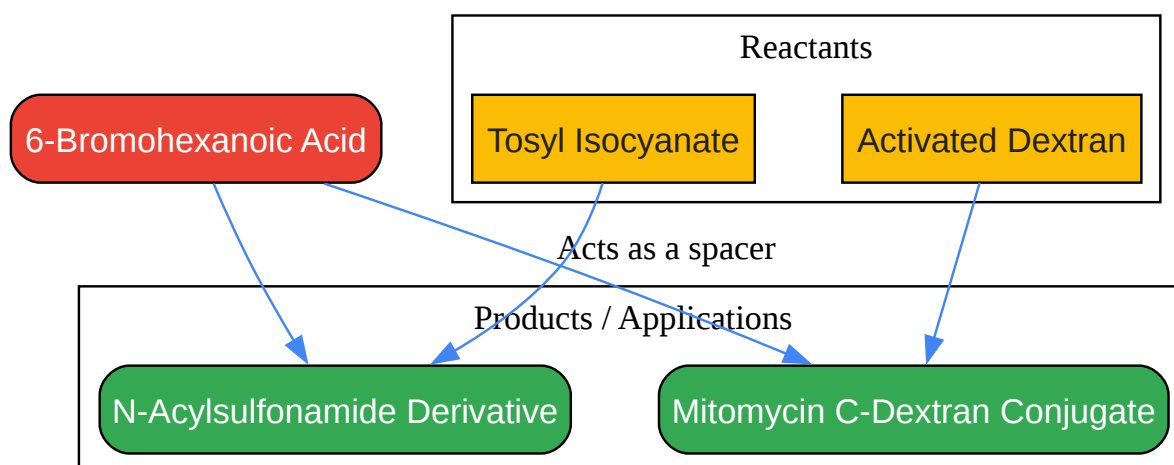 Reactants
6-Bromohexanoic Acid
Tosyl Isocyanate
Activated Dextran
Acts as a spacer
Products / Applications
N-Acylsulfonamide Derivative
Mitomycin C-Dextran Conjugate